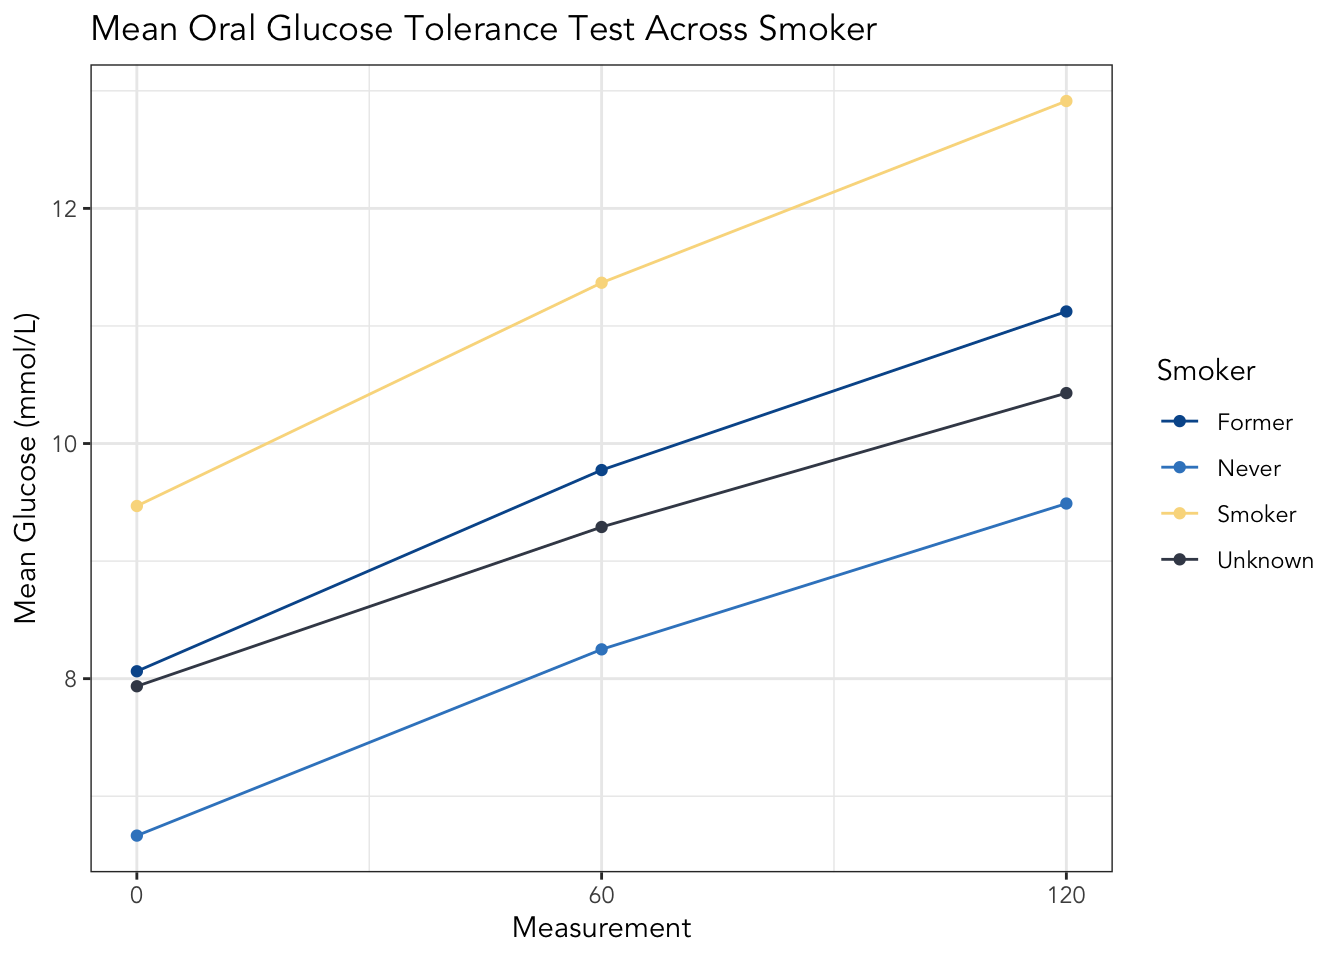 Mean Oral Glucose Tolerance Test Across Smoker
Mean Glucose (mmol/L)
12
10
8
0 60 120
Measurement
Smoker
Former
Never
Smoker
Unknown